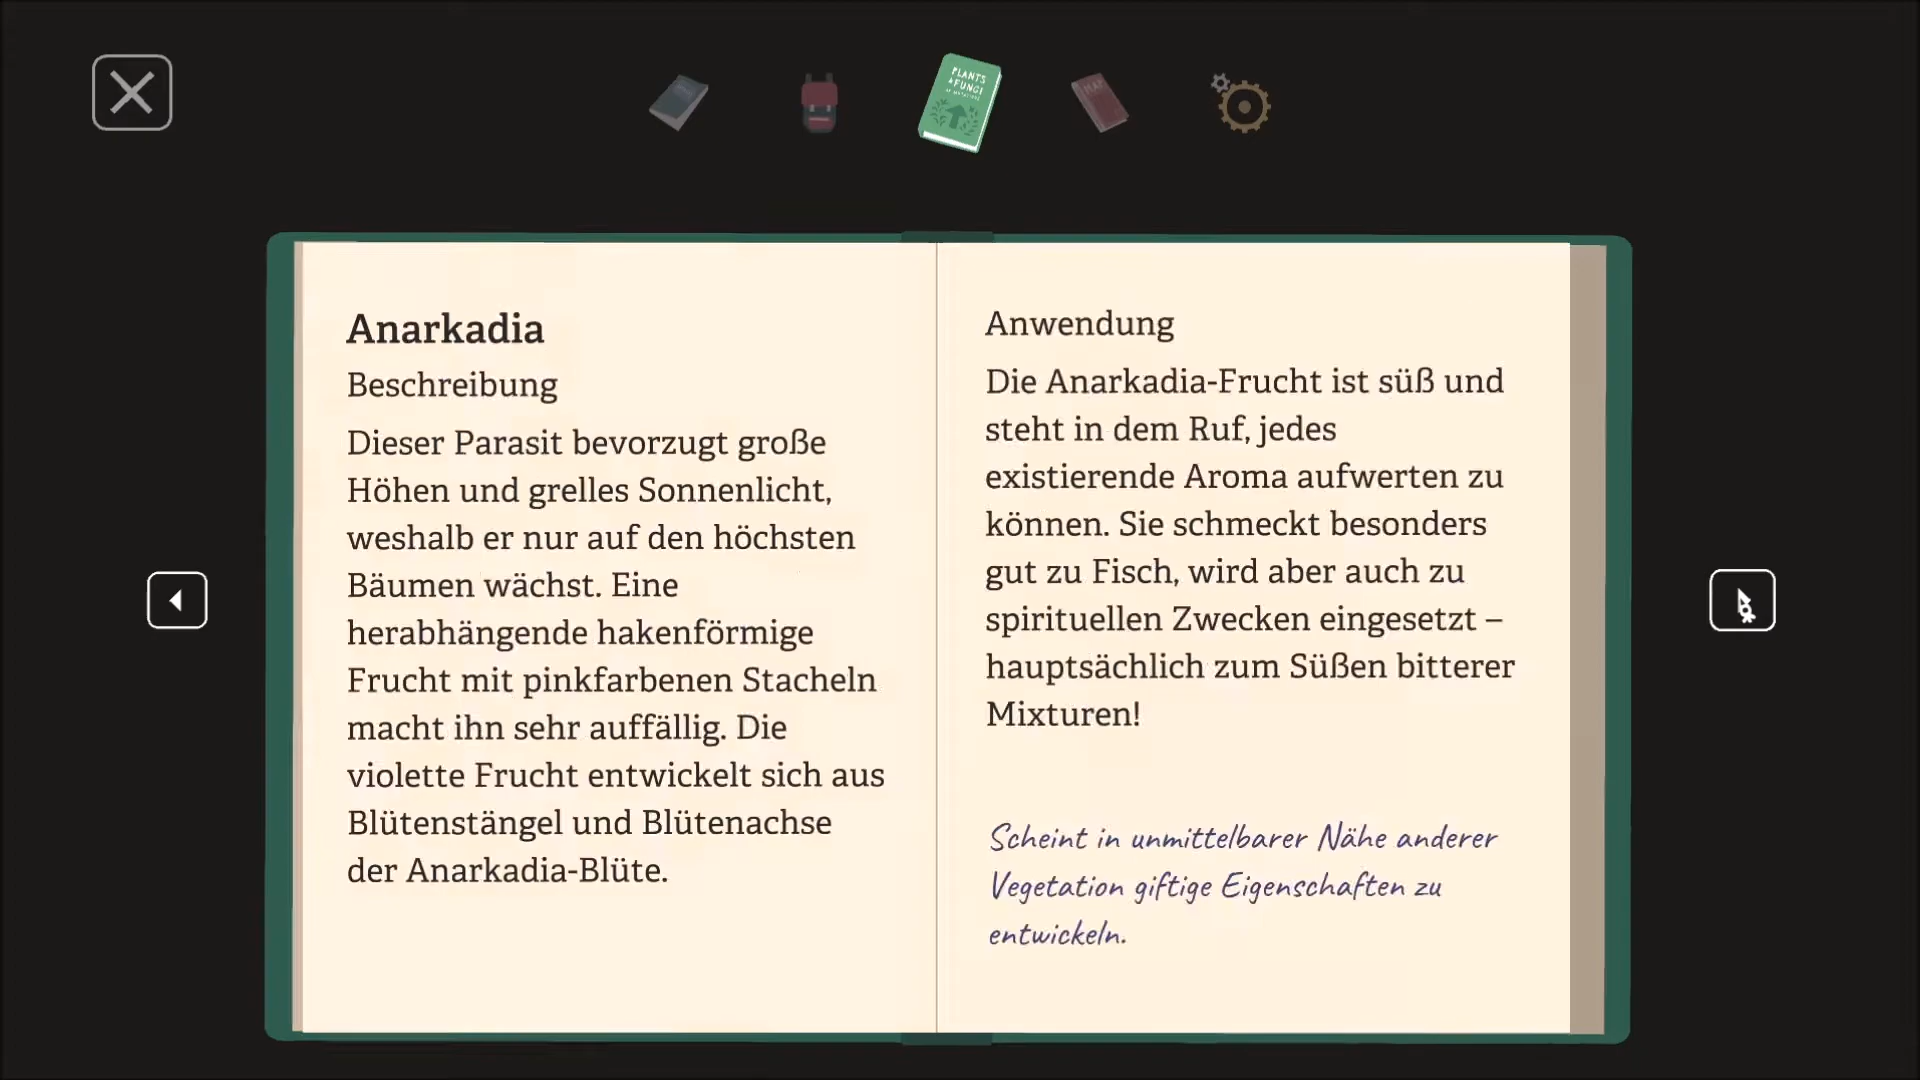 PLANTS
& FUNGI
MAP
Anarkadia
Beschreibung
Dieser Parasit bevorzugt große
Höhen und grelles Sonnenlicht,
weshalb er nur auf den höchsten
Bäumen wächst. Eine
herabhängende hakenförmige
Frucht mit pinkfarbenen Stacheln
macht ihn sehr auffällig. Die
violette Frucht entwickelt sich aus
Blütenstängel und Blütenachse
der Anarkadia-Blüte.
Anwendung
Die Anarkadia-Frucht ist süß und
steht in dem Ruf, jedes
existierende Aroma aufwerten zu
können. Sie schmeckt besonders
gut zu Fisch, wird aber auch zu
spirituellen Zwecken eingesetzt –
hauptsächlich zum Süßen bitterer
Mixturen!
Scheint in unmittelbarer Nähe anderer
Vegetation giftige Eigenschaften zu
entwickeln.